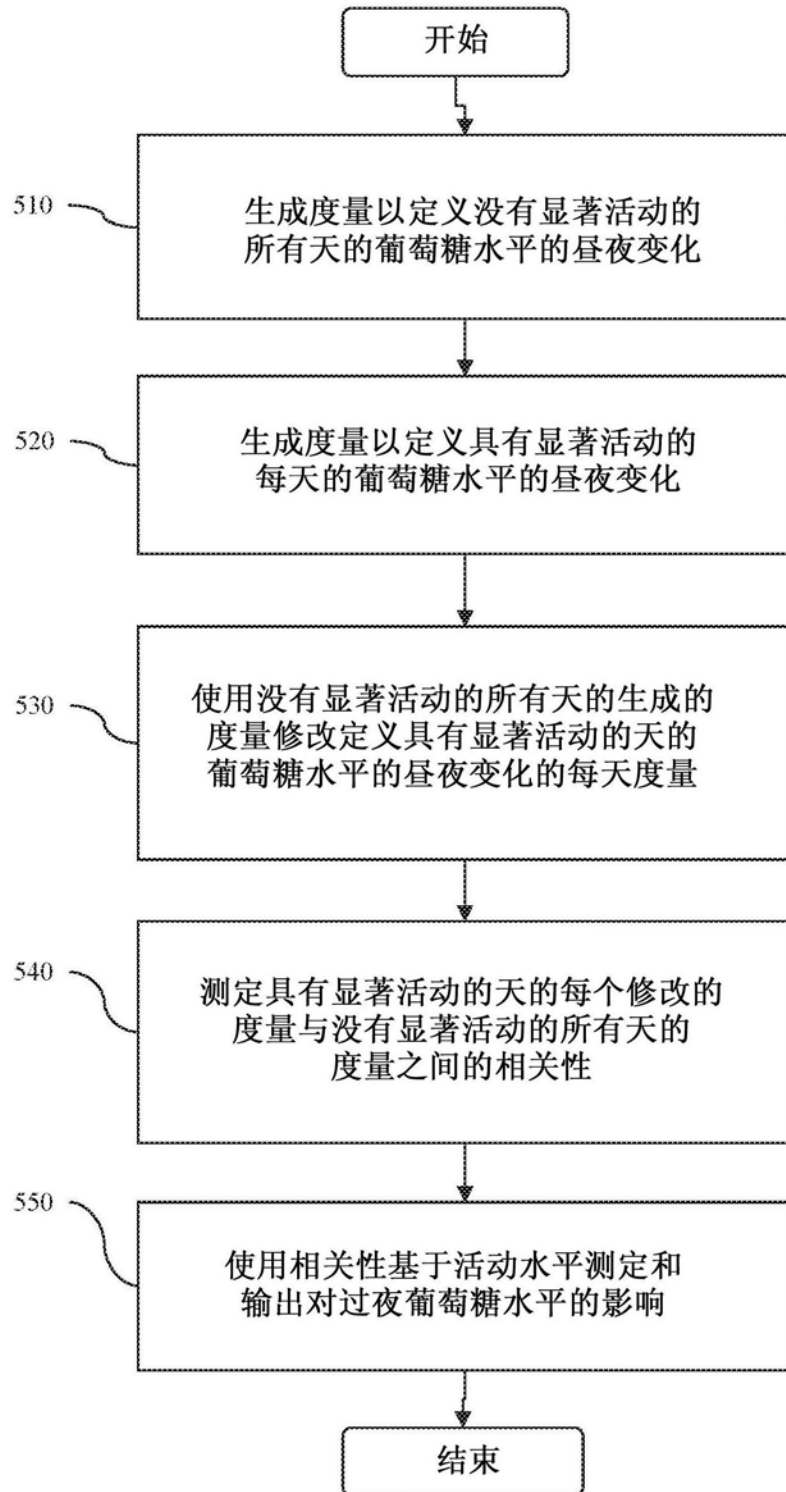 开始
510
生成度量以定义没有显著活动的
所有天的葡萄糖水平的昼夜变化
520
生成度量以定义具有显著活动的
每天的葡萄糖水平的昼夜变化
530
使用没有显著活动的所有天的生成的
度量修改定义具有显著活动的天的
葡萄糖水平的昼夜变化的每天度量
540
测定具有显著活动的天的每个修改的
度量与没有显著活动的所有天的
度量之间的相关性
550
使用相关性基于活动水平测定和
输出对过夜葡萄糖水平的影响
结束